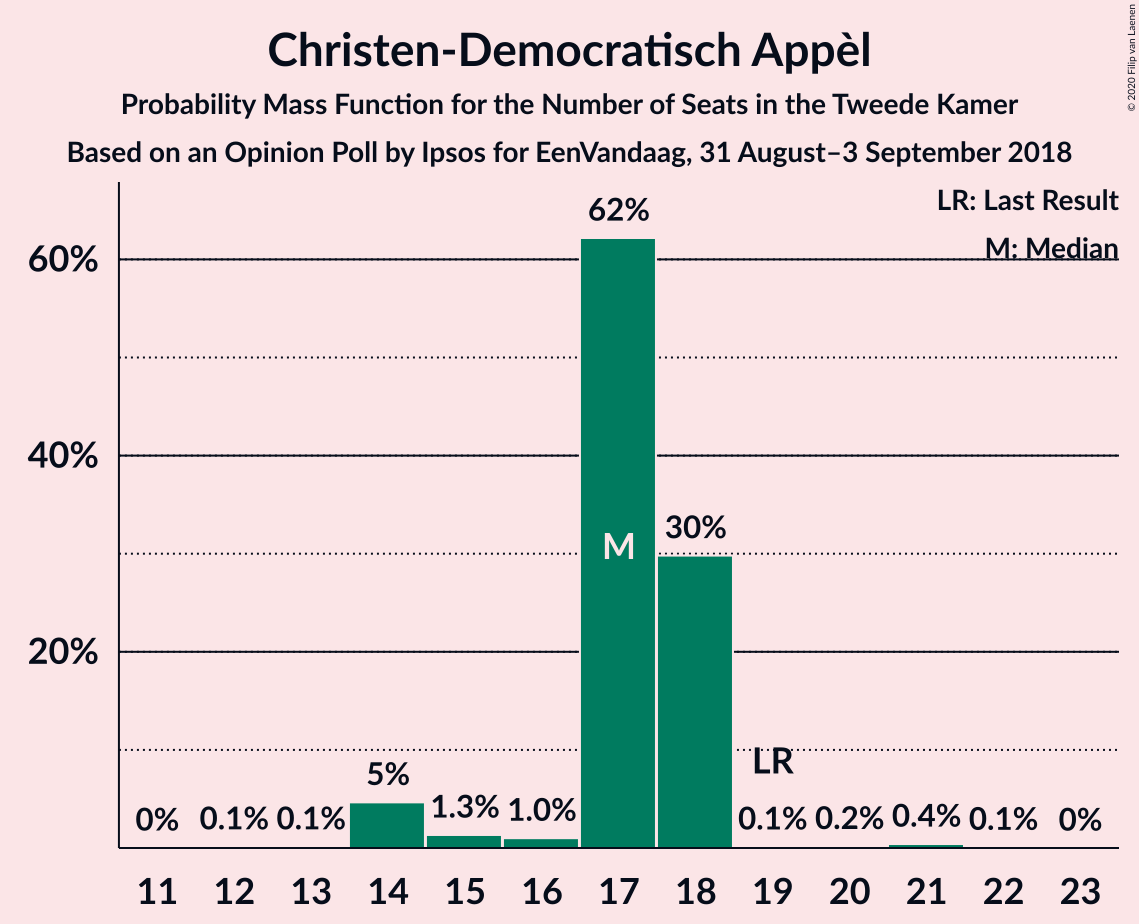 Christen-Democratisch Appèl
Probability Mass Function for the Number of Seats in the Tweede Kamer
Based on an Opinion Poll by Ipsos for EenVandaag, 31 August–3 September 2018
© 2020 Filip van Laenen
LR: Last Result
M: Median
60%
40%
20%
0% 0.1% 0.1% 5% 1.3% 1.0% 62% 30% 0.1% 0.2% 0.4% 0.1% 0%
M
LR
11 12 13 14 15 16 17 18 19 20 21 22 23